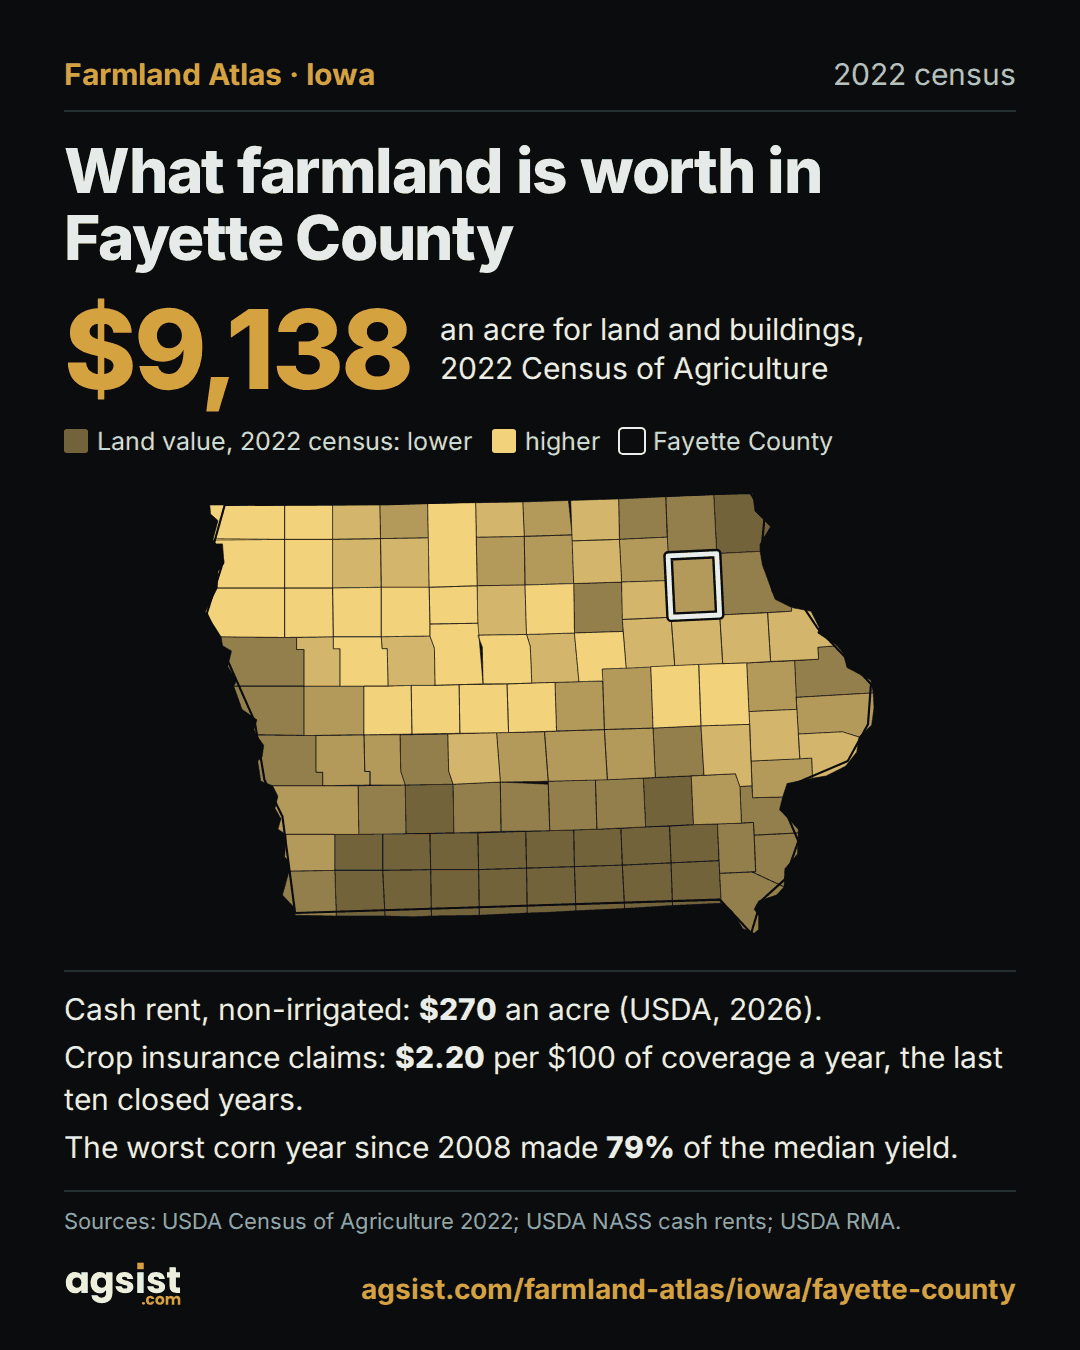 Farmland Atlas · Iowa
2022 census
What farmland is worth in
Fayette County
$9,138
an acre for land and buildings,
2022 Census of Agriculture
Land value, 2022 census: lower
higher
Fayette County
Cash rent, non-irrigated: $270 an acre (USDA, 2026).
Crop insurance claims: $2.20 per $100 of coverage a year, the last
ten closed years.
The worst corn year since 2008 made 79% of the median yield.
Sources: USDA Census of Agriculture 2022; USDA NASS cash rents; USDA RMA.
agsist
.com
agsist.com/farmland-atlas/iowa/fayette-county